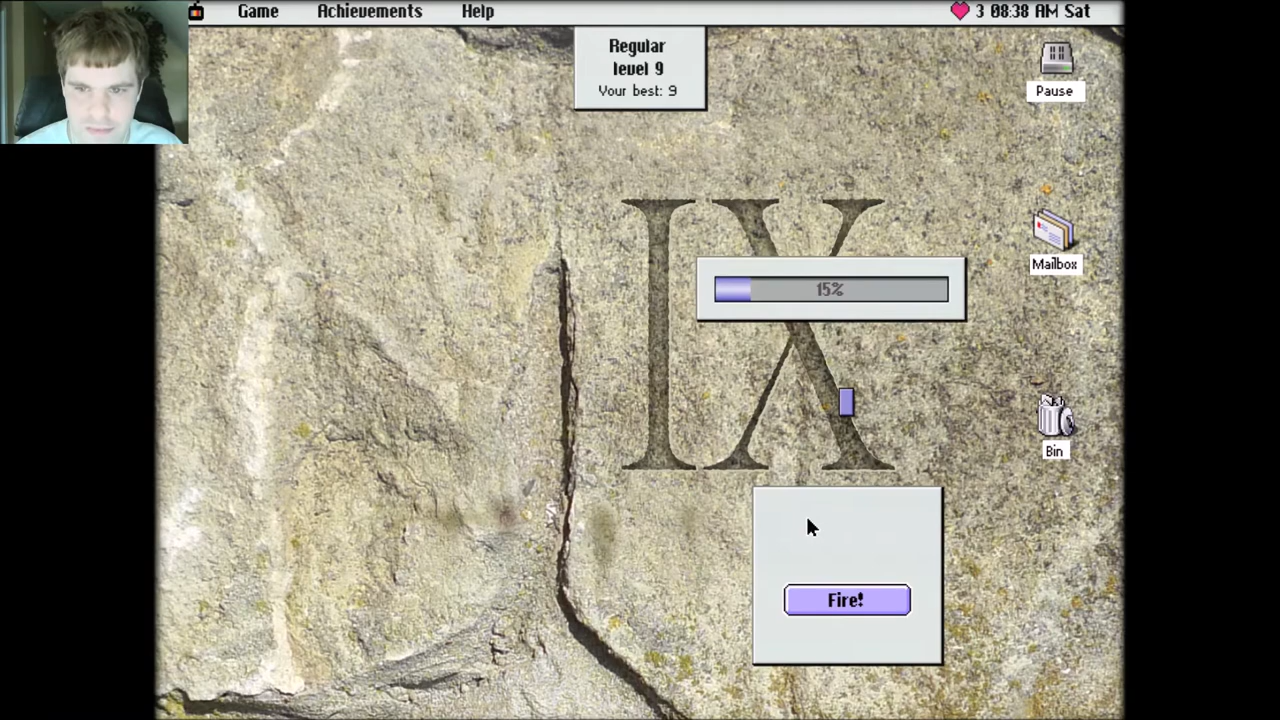 Game Achievements Help 3 08:38 AM Sat
Regular
level 9
Your best: 9
Pause
IX
Mailbox
15%
Bin
Fire!